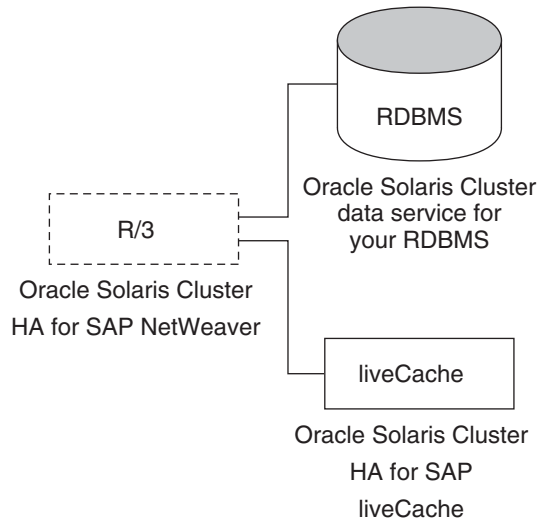 RDBMS
Oracle Solaris Cluster
data service for
your RDBMS
R/3
Oracle Solaris Cluster
HA for SAP NetWeaver
liveCache
Oracle Solaris Cluster
HA for SAP
liveCache